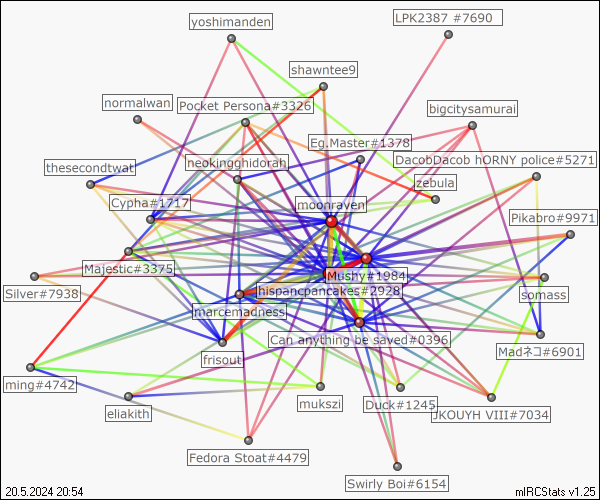 yoshimanden
LPK2387 #7690
shawntee9
normalwan
Pocket Persona#3326
bigcitysamurai
Eg.Master#1378
DacobDacob hORNY police#5271
heokingghidorah
thesecondtwat
zebula
Cypha#1717
moonraven
Pikabro#9971
Majestic#3375
Mushy#1984
Silver#7938
hispancpancakes#2928
somass
marcemadness
Can anything be saved#0396
frisout
Madネコ#6901
ming#4742
mukszi
Duck#1245
eliakith
JKOUYH VIII#7034
Fedora Stoat#4479
Swirly Boi#6154
20.5.2024 20:54
mIRCStats v1.25